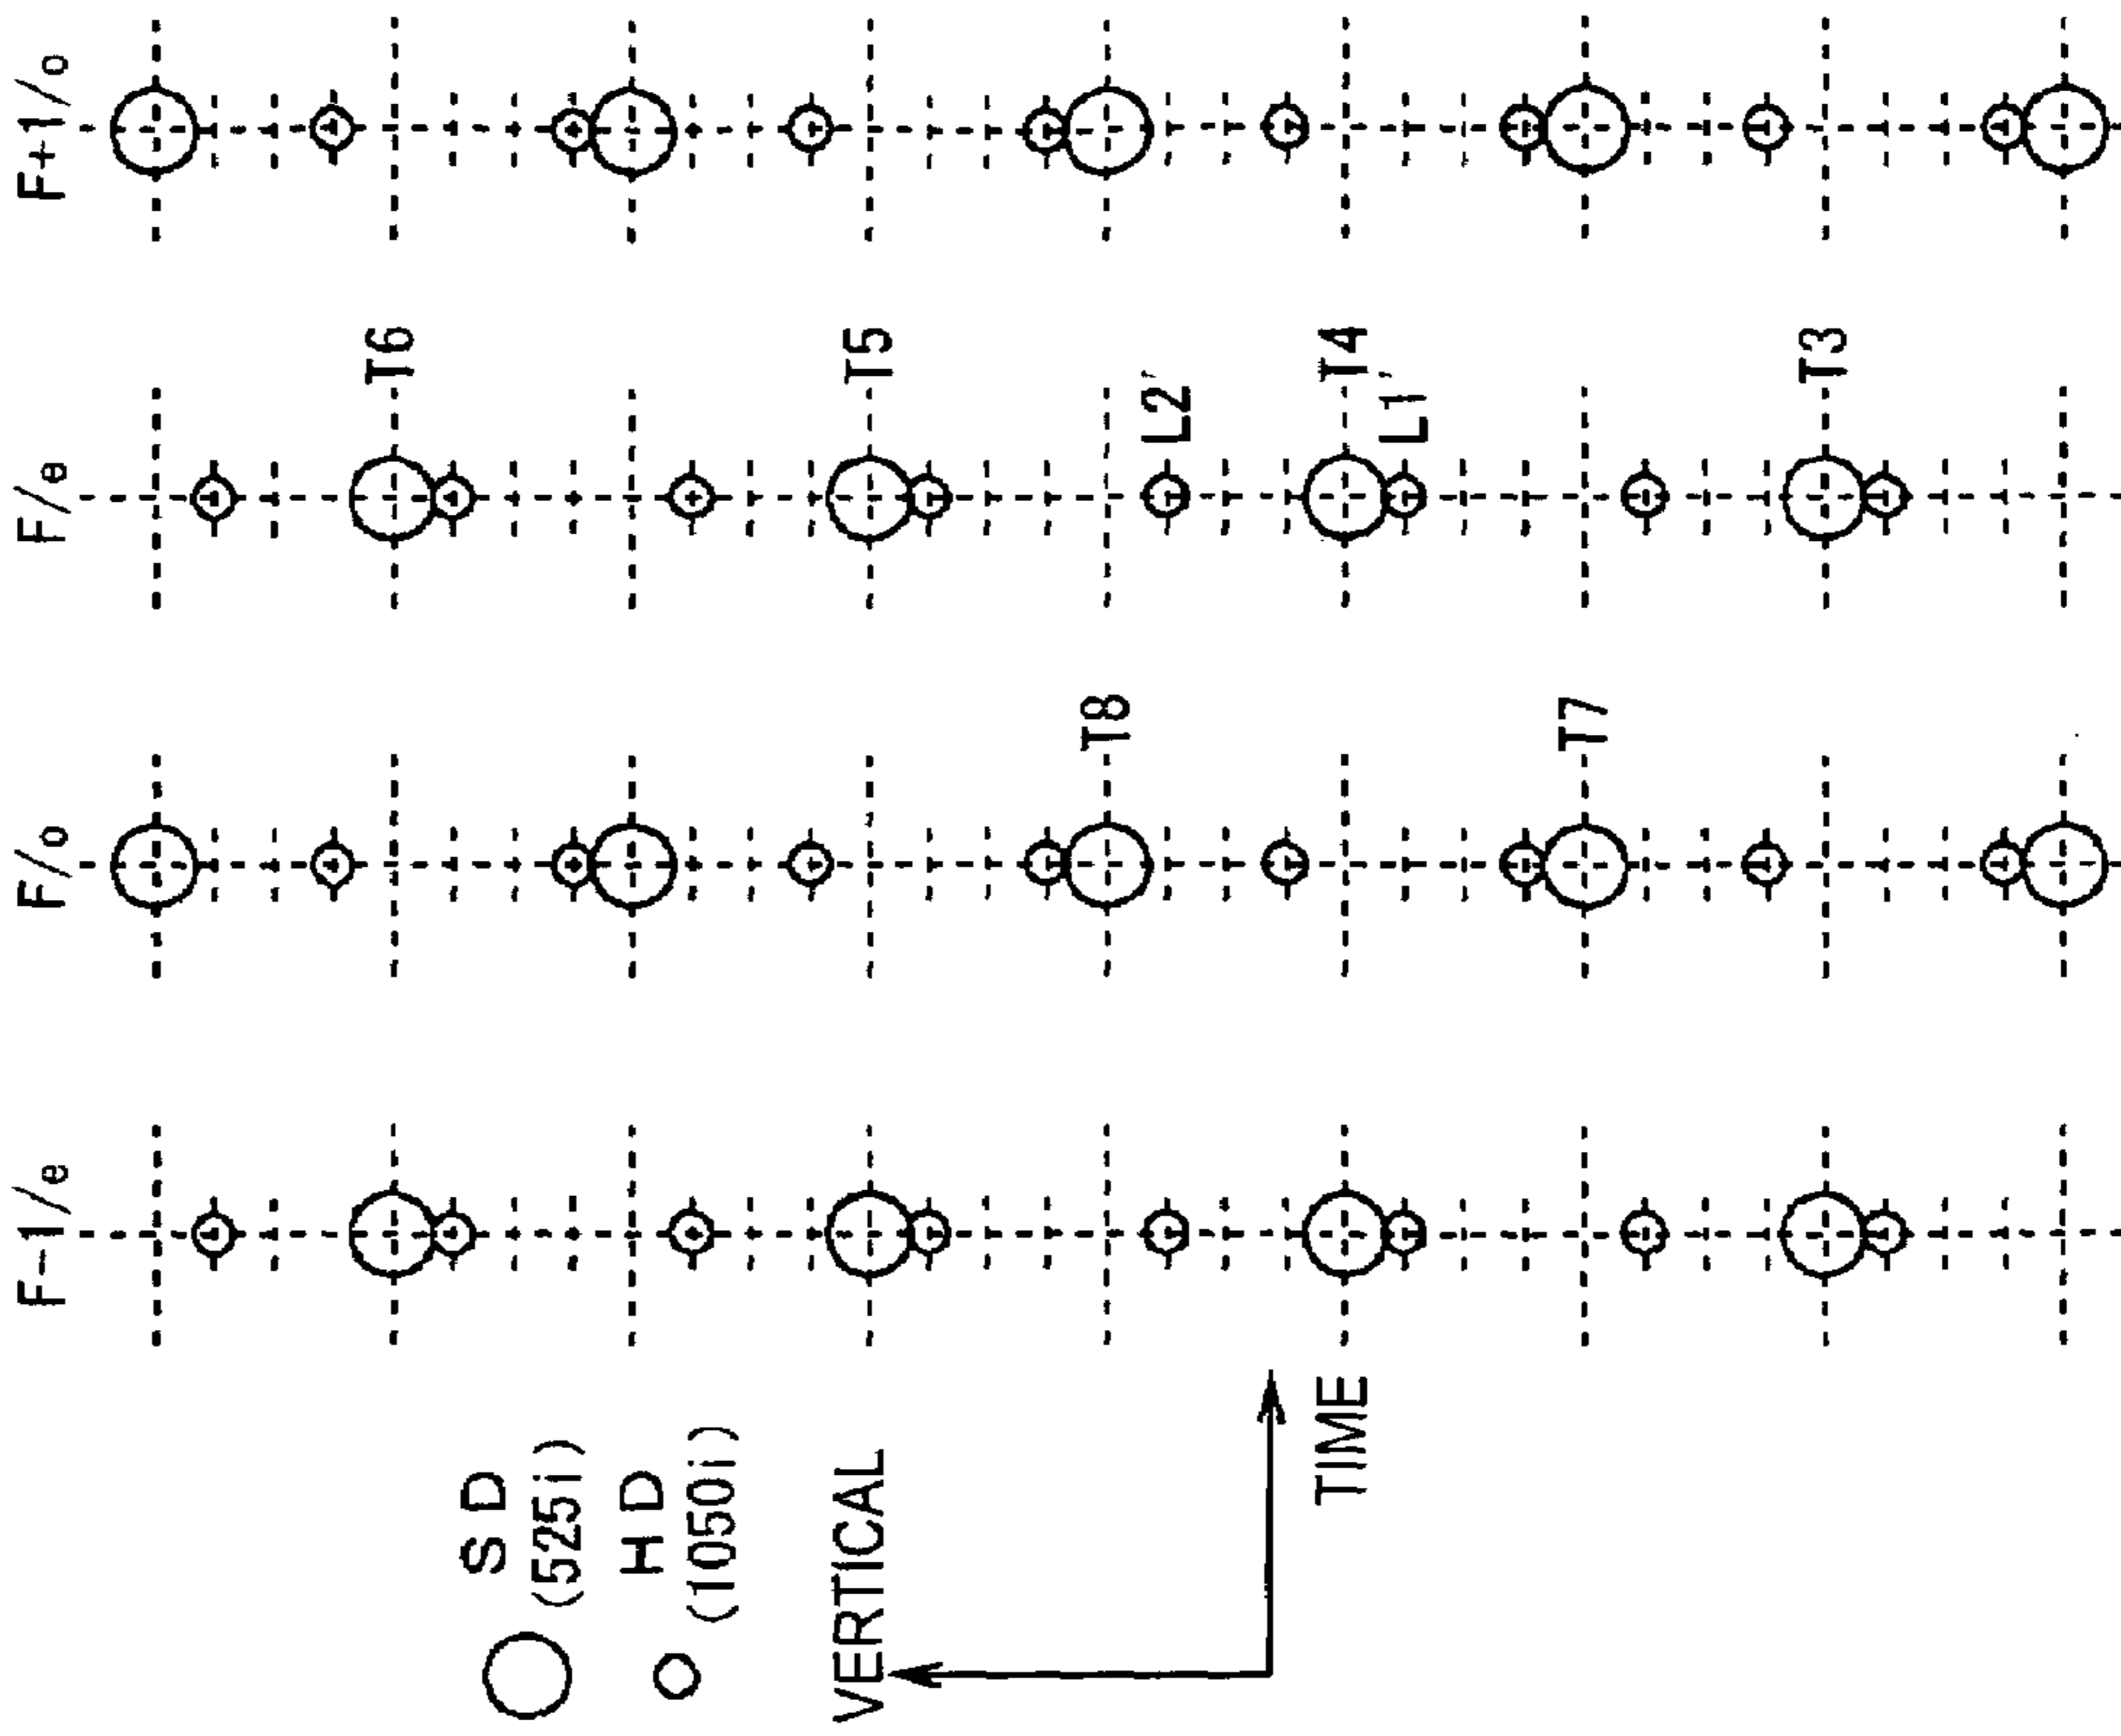 SD
(525i)
HD
(1050i)
VERTICAL
TIME
F-1/e
F/o
T8
T7
F/e
T6
T5
L2'
T4
L1'
T3
F+1/o